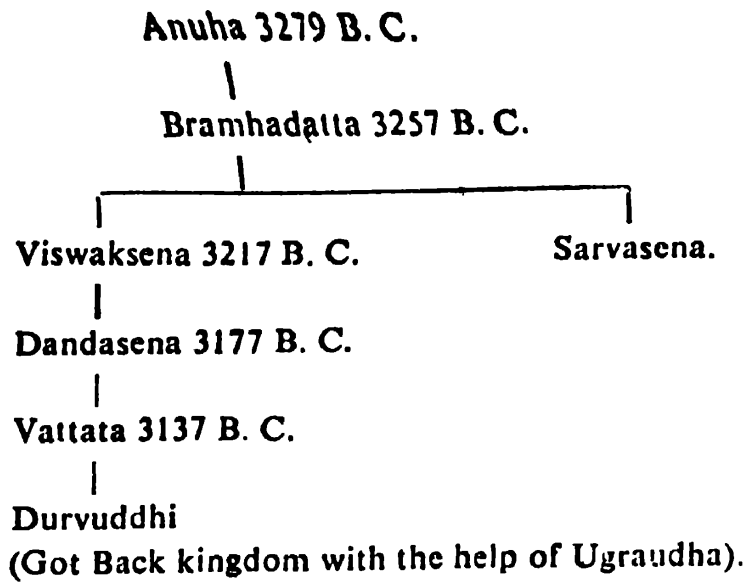 Anuha 3279 B. C.
Bramhadatta 3257 B. C.
Viswaksena 3217 B. C. Sarvasena.
Dandasena 3177 B. C.
Vattata 3137 B. C.
Durvuddhi
(Got Back kingdom with the help of Ugraudha).